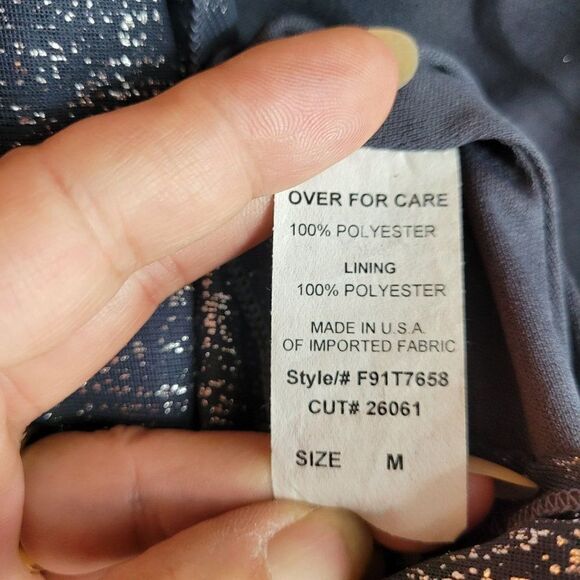 OVER FOR CARE
100% POLYESTER
LINING
100% POLYESTER
MADE IN U.S.A.
OF IMPORTED FABRIC
Style/# F91T7658
CUT# 26061
SIZE M